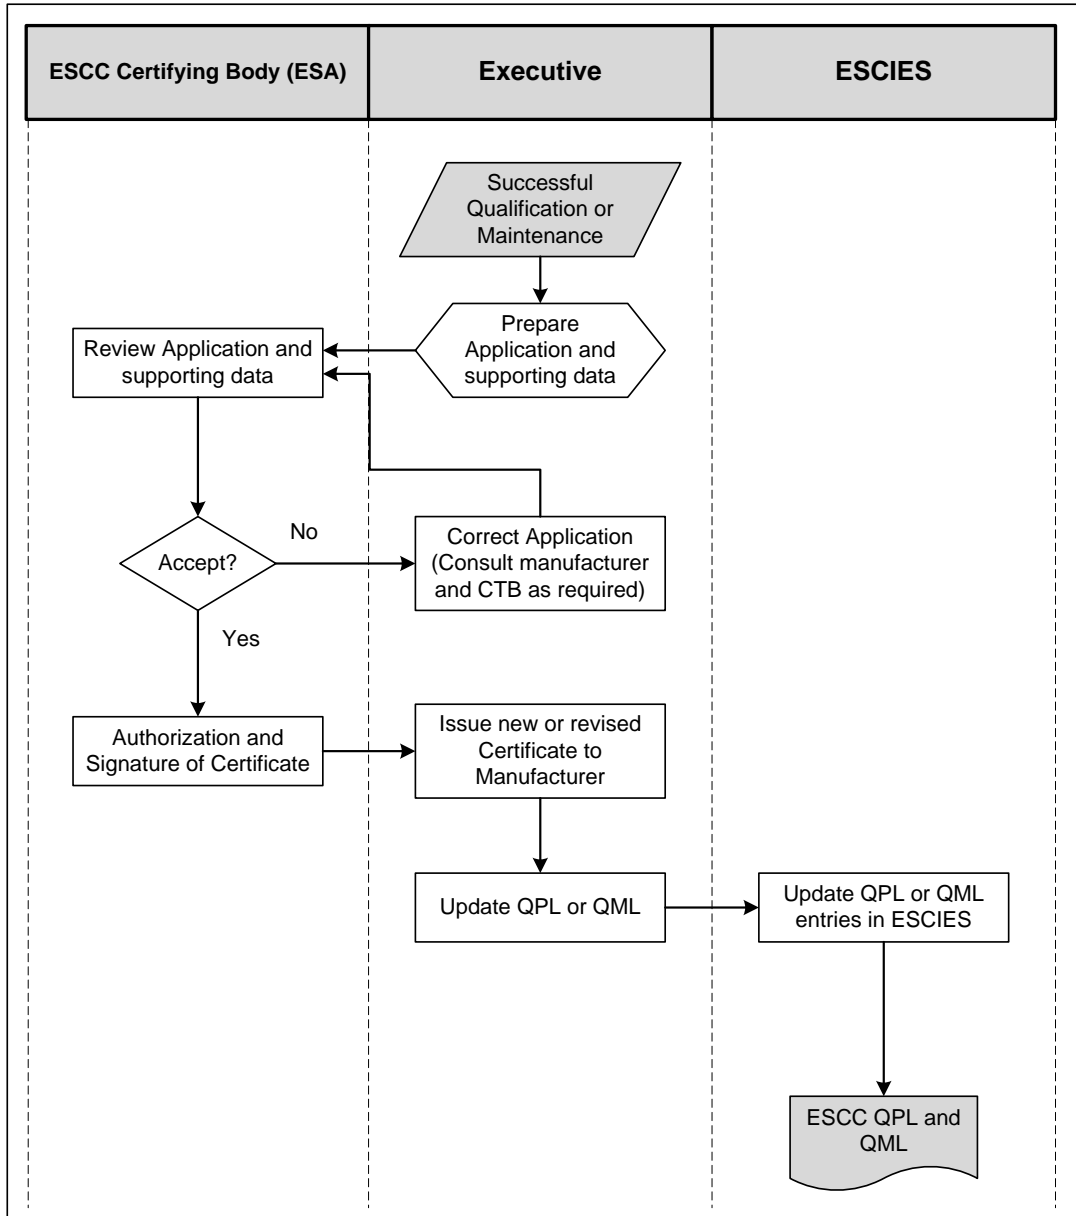 ESCC Certifying Body (ESA)
Executive
ESCIES
Successful
Qualification or
Maintenance
Prepare
Application and
supporting data
Review Application and
supporting data
Accept?
No
Correct Application
(Consult manufacturer
and CTB as required)
Yes
Authorization and
Signature of Certificate
Issue new or revised
Certificate to
Manufacturer
Update QPL or QML
Update QPL or QML
entries in ESCIES
ESCC QPL and
QML